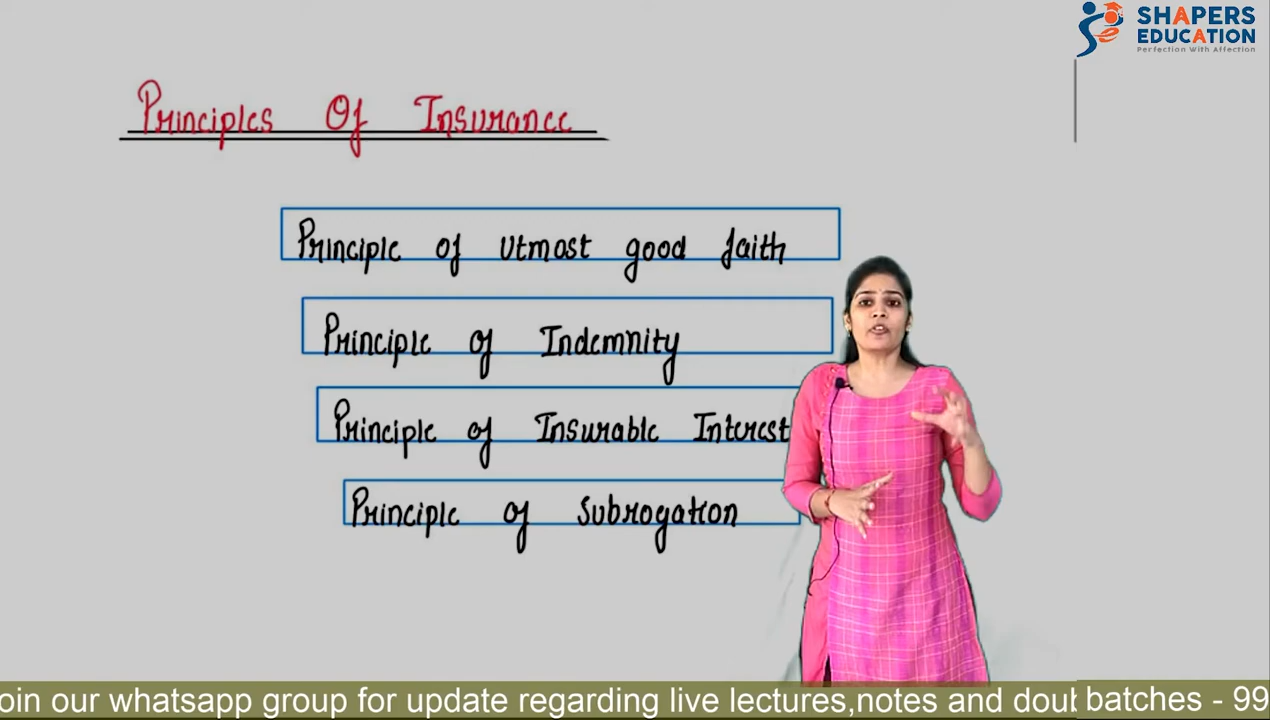 SHAPERS
EDUCATION
Perfection With Affection
Principles Of Insurance
Principle of utmost good faith
Principle of Indemnity
Principle of Insurable Interest
Principle of Subrogation
oin our whatsapp group for update regarding live lectures,notes and doubt batches - 99